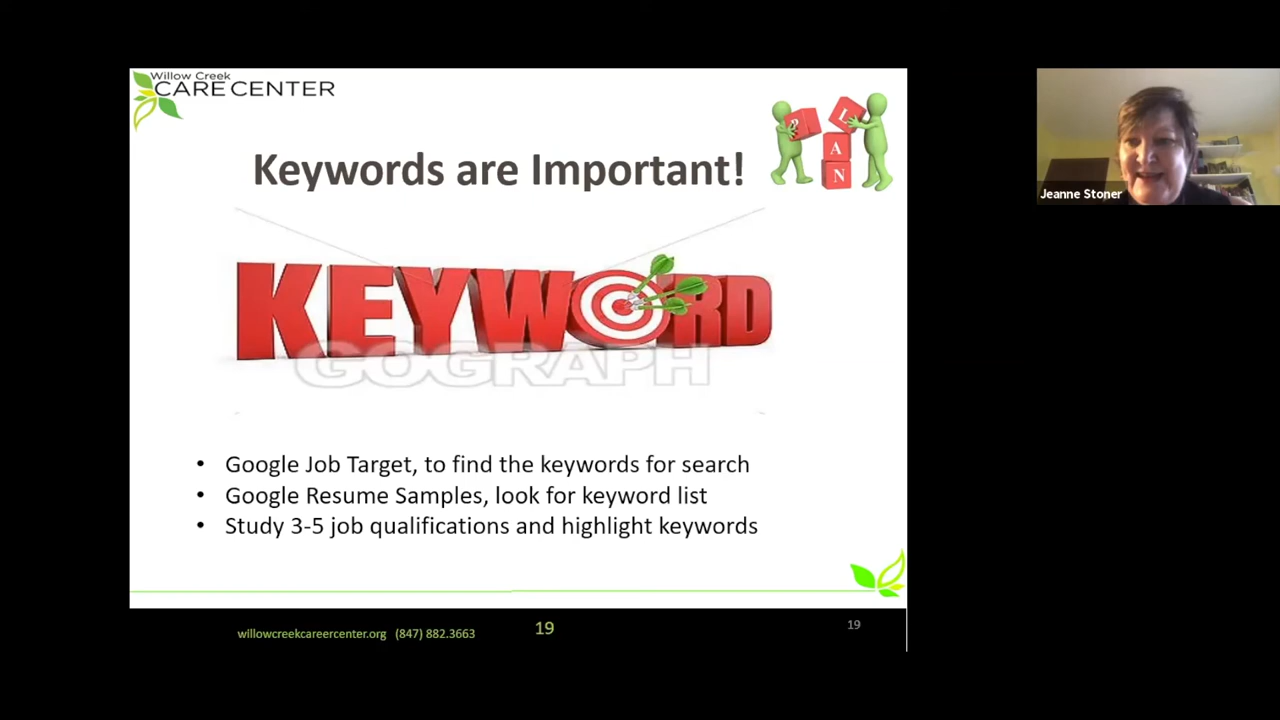 Willow Creek
CARE CENTER
Keywords are Important!
P
L
A
N
KEYWORD
GOGRAPH
Jeanne Stoner
• Google Job Target, to find the keywords for search
• Google Resume Samples, look for keyword list
• Study 3-5 job qualifications and highlight keywords
willowcreekcareercenter.org (847) 882.3663
19
19